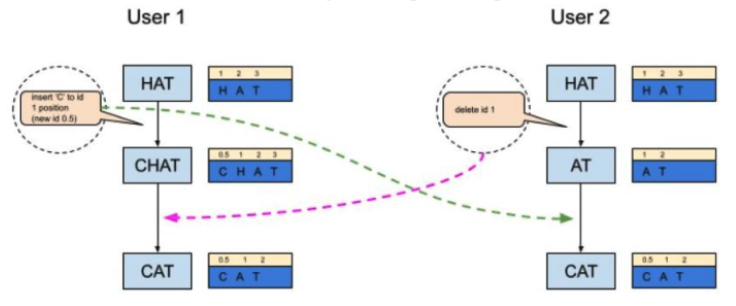 User 1
User 2
HAT
1 2 3
H A T
HAT
1 2 3
H A T
insert 'C' to id
1 position
(new id 0.5)
delete id 1
CHAT
0.5 1 2 3
C H A T
AT
1 2
A T
CAT
0.5 1 2
C A T
CAT
0.5 1 2
C A T